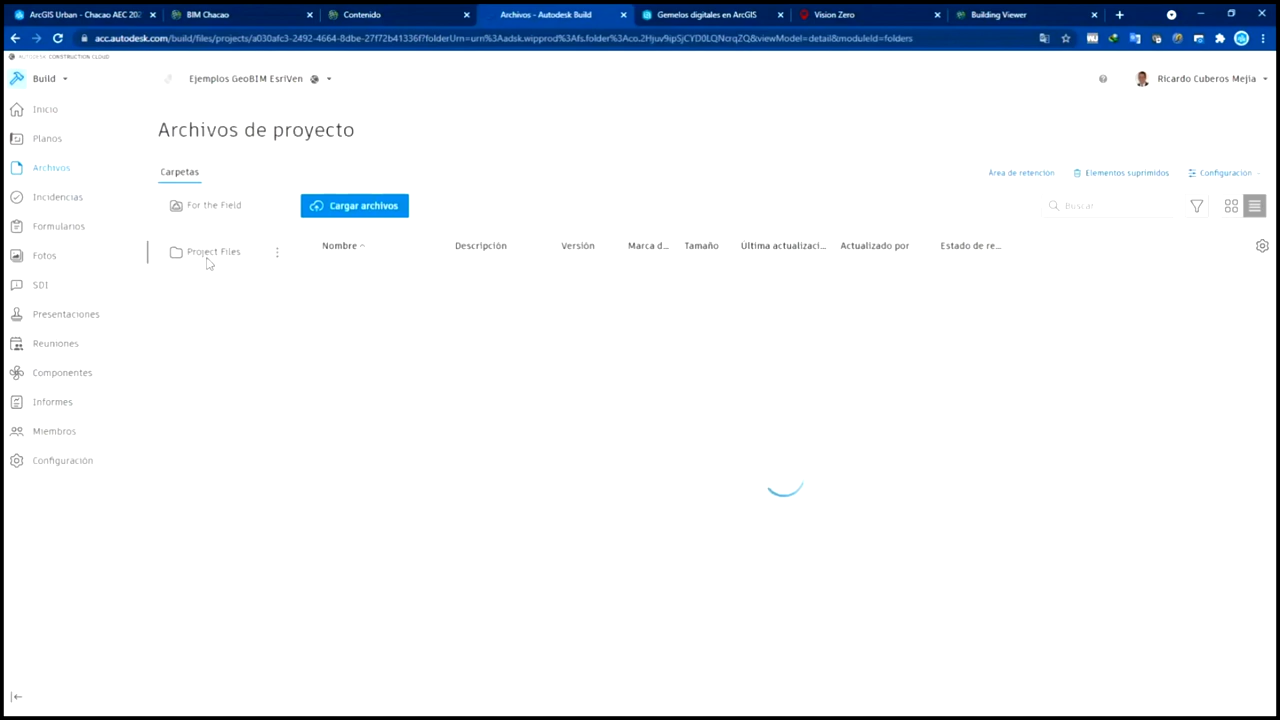 ArcGIS Urban - Chacao AEC 202
BIM Chacao
Contenido
Archivos - Autodesk Build
Gemelos digitales en ArcGIS
Vision Zero
Building Viewer
acc.autodesk.com/build/files/projects/a030afc3-2492-4664-8dbe-27f72b41336f?folderUrn=urn%3Aadsk.wipprod%3Afs.folder%3Aco.2Hjuv9ipSjCYD0LQNcrqZQ&viewModel=detail&moduleId=folders
AUTODESK CONSTRUCTION CLOUD
Build
Ejemplos GeoBIM EsriVen
Ricardo Cuberos Mejia
Inicio
Planos
Archivos
Incidencias
Formularios
Fotos
SDI
Presentaciones
Reuniones
Componentes
Informes
Miembros
Configuración
Archivos de proyecto
Carpetas
Área de retención
Elementos suprimidos
Configuración
For the Field
Cargar archivos
Buscar
Project Files
Nombre
Descripción
Versión
Marca d...
Tamaño
Última actualizaci...
Actualizado por
Estado de re...